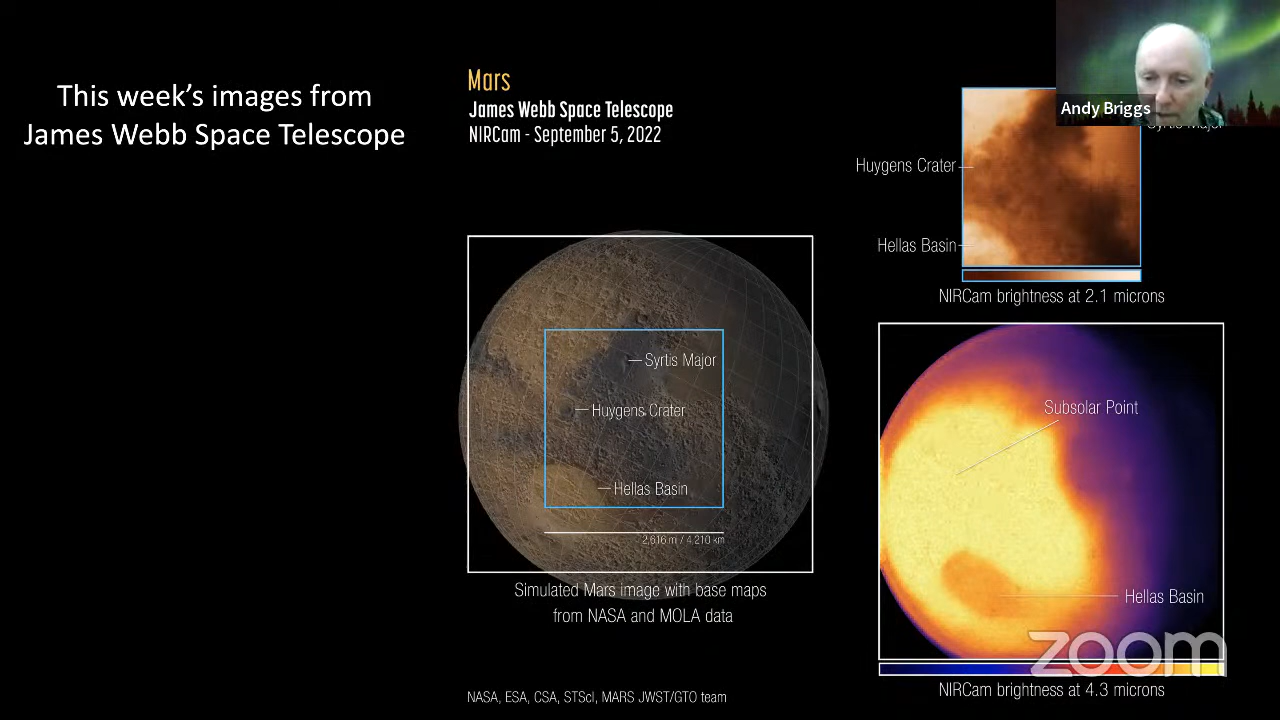 This week's images from
James Webb Space Telescope
Mars
James Webb Space Telescope
NIRCam - September 5, 2022
Andy Briggs
Syrtis Major
Huygens Crater
Hellas Basin
NIRCam brightness at 2.1 microns
Syrtis Major
Huygens Crater
Hellas Basin
2,616 mi / 4,210 km
Simulated Mars image with base maps
from NASA and MOLA data
Subsolar Point
Hellas Basin
zoom
NIRCam brightness at 4.3 microns
NASA, ESA, CSA, STScI, MARS JWST/GTO team